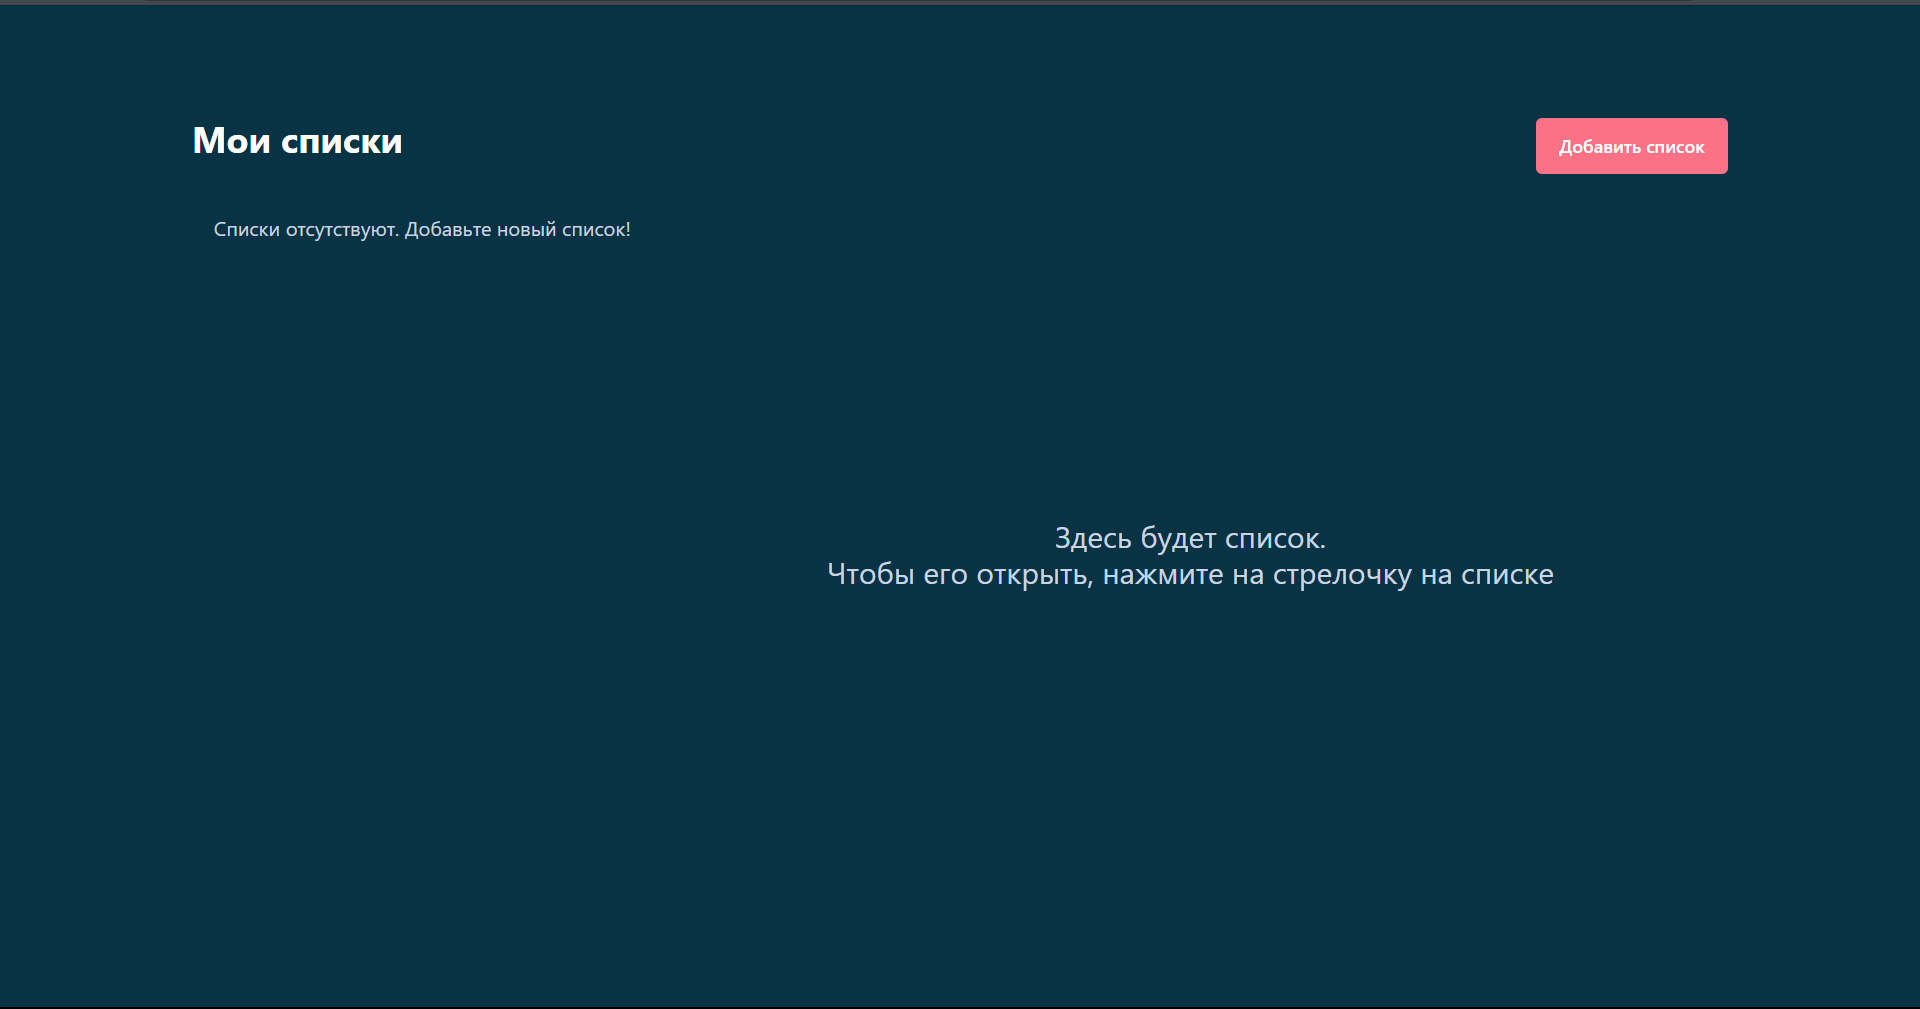 Мои списки
Добавить список
Списки отсутствуют. Добавьте новый список!
Здесь будет список.
Чтобы его открыть, нажмите на стрелочку на списке